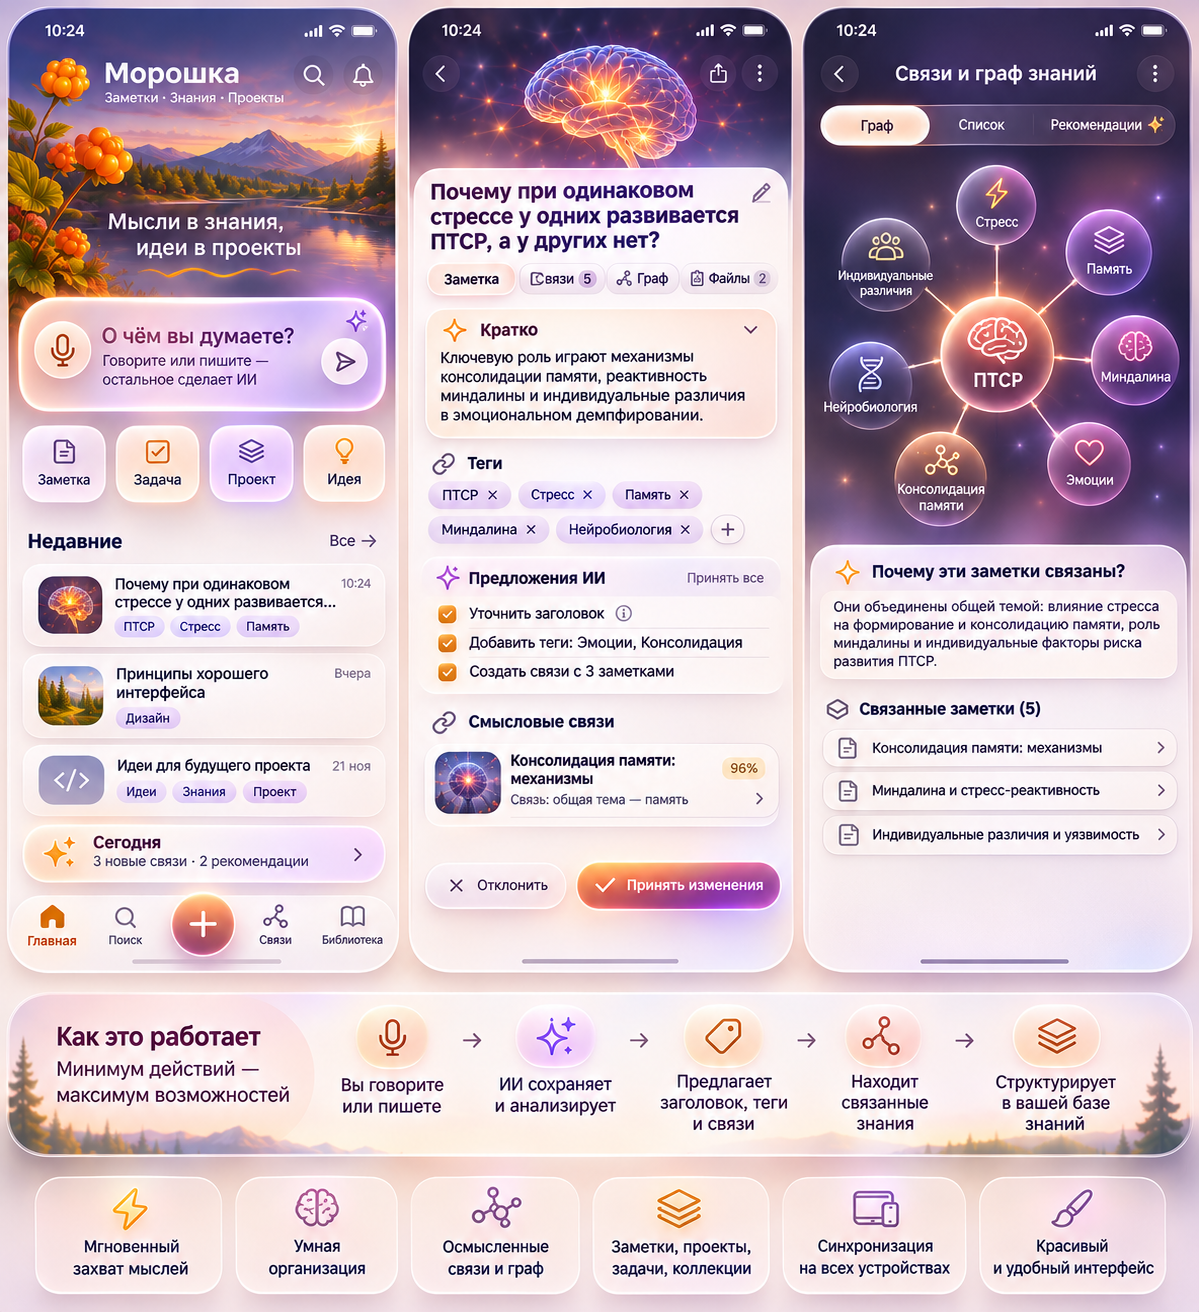 10:24
Морошка
Заметки · Знания · Проекты
Мысли в знания,
идеи в проекты
О чём вы думаете?
Говорите или пишите —
остальное сделает ИИ
Заметка
Задача
Проект
Идея
Недавние
Все →
Почему при одинаковом
стрессе у одних развивается...
10:24
ПТСР
Стресс
Память
Принципы хорошего
интерфейса
Вчера
Дизайн
Идеи для будущего проекта
21 ноя
Идеи
Знания
Проект
Сегодня
3 новые связи · 2 рекомендации
Главная
Поиск
Связи
Библиотека
10:24
Почему при одинаковом
стрессе у одних развивается
ПТСР, а у других нет?
Заметка
Связи 5
Граф
Файлы 2
Кратко
Ключевую роль играют механизмы
консолидации памяти, реактивность
миндалины и индивидуальные различия
в эмоциональном демпфировании.
Теги
ПТСР ×
Стресс ×
Память ×
Миндалина ×
Нейробиология ×
+
Предложения ИИ
Принять все
Уточнить заголовок
Добавить теги: Эмоции, Консолидация
Создать связи с 3 заметками
Смысловые связи
Консолидация памяти:
механизмы
96%
Связь: общая тема — память
Отклонить
Принять изменения
10:24
Связи и граф знаний
Граф
Список
Рекомендации
Стресс
Память
Индивидуальные
различия
Миндалина
ПТСР
Нейробиология
Эмоции
Консолидация
памяти
Почему эти заметки связаны?
Они объединены общей темой: влияние стресса
на формирование и консолидацию памяти, роль
миндалины и индивидуальные факторы риска
развития ПТСР.
Связанные заметки (5)
Консолидация памяти: механизмы
Миндалина и стресс-реактивность
Индивидуальные различия и уязвимость
Как это работает
Минимум действий —
максимум возможностей
Вы говорите
или пишете
ИИ сохраняет
и анализирует
Предлагает
заголовок, теги
и связи
Находит
связанные
знания
Структурирует
в вашей базе
знаний
Мгновенный
захват мыслей
Умная
организация
Осмысленные
связи и граф
Заметки, проекты,
задачи, коллекции
Синхронизация
на всех устройствах
Красивый
и удобный интерфейс